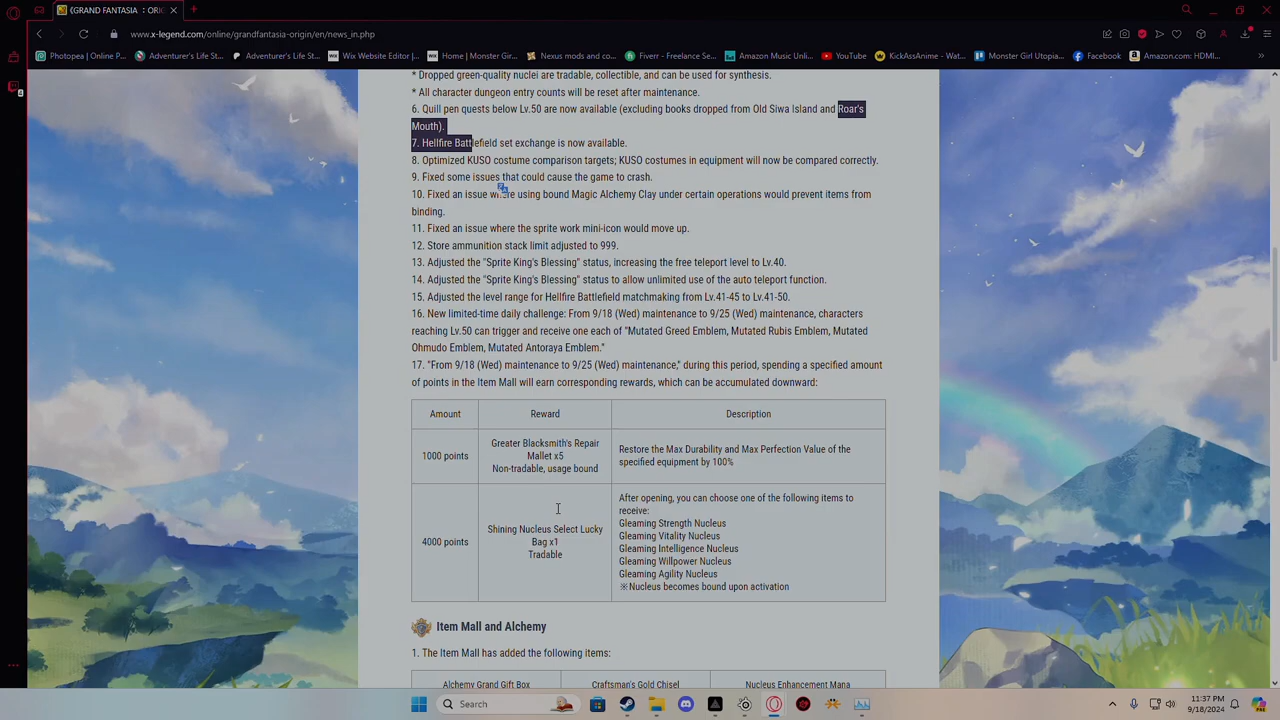 《GRAND FANTASIA : ORI
www.x-legend.com/online/grandfantasia-origin/en/news_in.php
Photopea | Online P...
Adventurer's Life St...
Adventurer's Life St...
Wix Website Editor |...
Home | Monster Gir...
Nexus mods and co...
Fiverr - Freelance Se...
Amazon Music Unli...
YouTube
KickAssAnime - Wat...
Monster Girl Utopia...
Facebook
Amazon.com: HDMI...
* Dropped green-quality nuclei are tradable, collectible, and can be used for synthesis.
* All character dungeon entry counts will be reset after maintenance.
6. Quill pen quests below Lv.50 are now available (excluding books dropped from Old Siwa Island and Roar's
Mouth).
7. Hellfire Battlefield set exchange is now available.
8. Optimized KUSO costume comparison targets; KUSO costumes in equipment will now be compared correctly.
9. Fixed some issues that could cause the game to crash.
10. Fixed an issue where using bound Magic Alchemy Clay under certain operations would prevent items from
binding.
11. Fixed an issue where the sprite work mini-icon would move up.
12. Store ammunition stack limit adjusted to 999.
13. Adjusted the "Sprite King's Blessing" status, increasing the free teleport level to Lv.40.
14. Adjusted the "Sprite King's Blessing" status to allow unlimited use of the auto teleport function.
15. Adjusted the level range for Hellfire Battlefield matchmaking from Lv.41-45 to Lv.41-50.
16. New limited-time daily challenge: From 9/18 (Wed) maintenance to 9/25 (Wed) maintenance, characters
reaching Lv.50 can trigger and receive one each of "Mutated Greed Emblem, Mutated Rubis Emblem, Mutated
Ohmudo Emblem, Mutated Antoraya Emblem."
17. "From 9/18 (Wed) maintenance to 9/25 (Wed) maintenance," during this period, spending a specified amount
of points in the Item Mall will earn corresponding rewards, which can be accumulated downward:
Amount
Reward
Description
1000 points
Greater Blacksmith's Repair
Mallet x5
Non-tradable, usage bound
Restore the Max Durability and Max Perfection Value of the
specified equipment by 100%
4000 points
Shining Nucleus Select Lucky
Bag x1
Tradable
After opening, you can choose one of the following items to
receive:
Gleaming Strength Nucleus
Gleaming Vitality Nucleus
Gleaming Intelligence Nucleus
Gleaming Willpower Nucleus
Gleaming Agility Nucleus
※Nucleus becomes bound upon activation
Item Mall and Alchemy
1. The Item Mall has added the following items:
Alchemy Grand Gift Box
Craftsman's Gold Chisel
Nucleus Enhancement Mana
Search
11:37 PM
9/18/2024